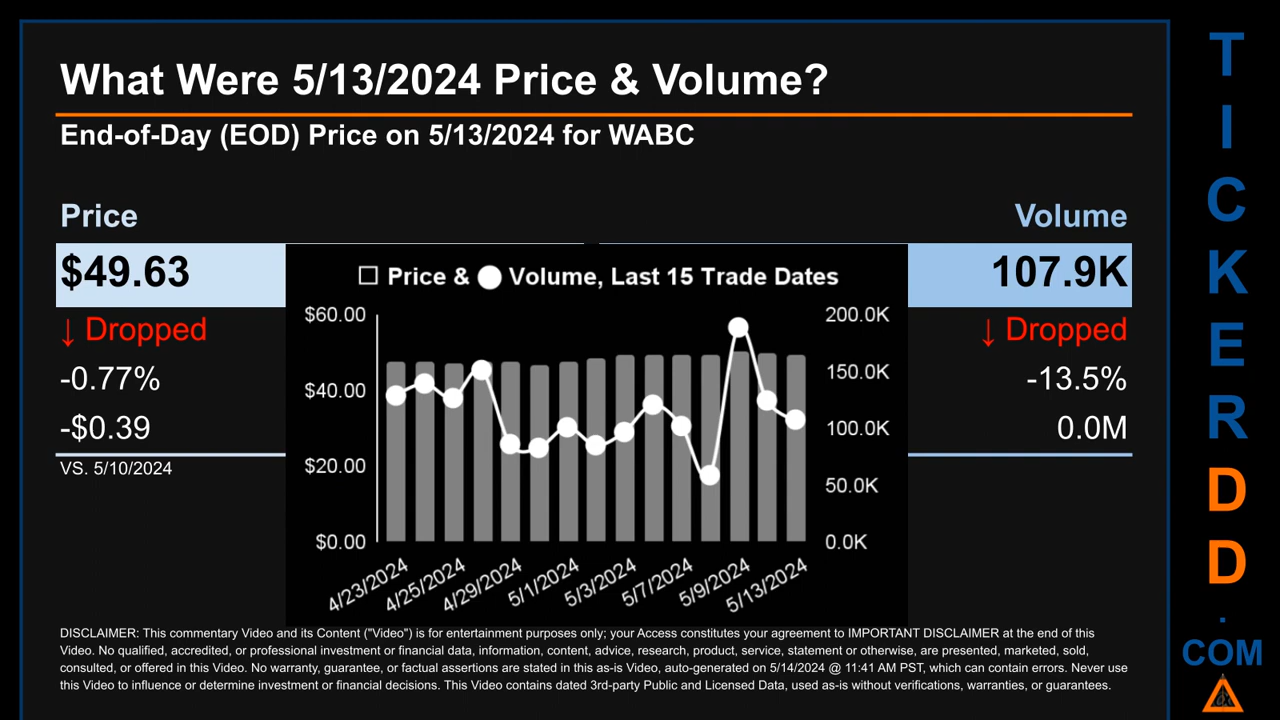 What Were 5/13/2024 Price & Volume?
End-of-Day (EOD) Price on 5/13/2024 for WABC
Price
Volume
$49.63
107.9K
↓ Dropped
↓ Dropped
-0.77%
-13.5%
-$0.39
0.0M
VS. 5/10/2024
Price & Volume, Last 15 Trade Dates
$60.00
$40.00
$20.00
$0.00
200.0K
150.0K
100.0K
50.0K
0.0K
4/23/2024
4/25/2024
4/29/2024
5/1/2024
5/3/2024
5/7/2024
5/9/2024
5/13/2024
DISCLAIMER: This commentary Video and its Content ("Video") is for entertainment purposes only; your Access constitutes your agreement to IMPORTANT DISCLAIMER at the end of this
Video. No qualified, accredited, or professional investment or financial data, information, content, advice, research, product, service, statement or otherwise, are presented, marketed, sold,
consulted, or offered in this Video. No warranty, guarantee, or factual assertions are stated in this as-is Video, auto-generated on 5/14/2024 @ 11:41 AM PST, which can contain errors. Never use
this Video to influence or determine investment or financial decisions. This Video contains dated 3rd-party Public and Licensed Data, used as-is without verifications, warranties, or guarantees.
T
I
C
K
E
R
D
D
.
COM